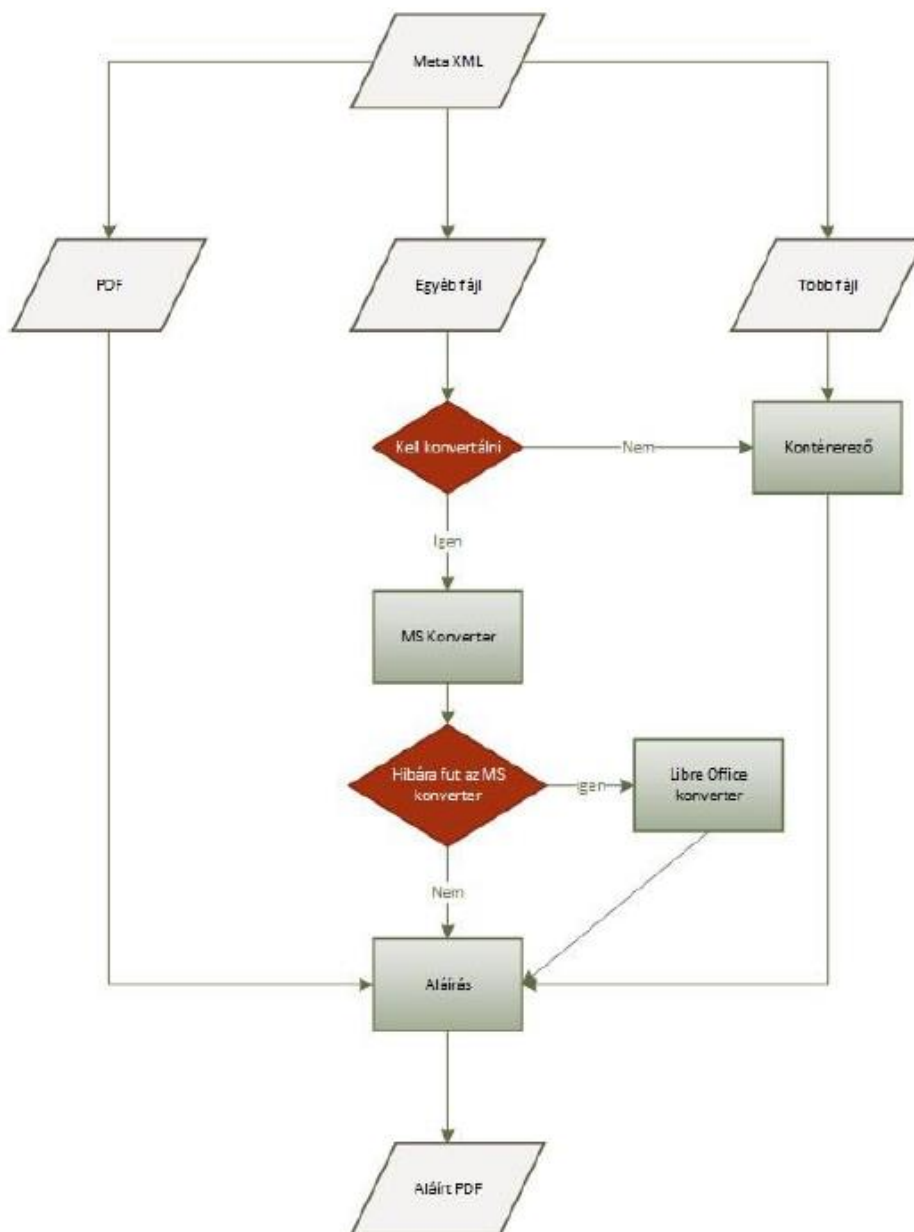 Meta XML
PDF
Egyéb fájl
Több fájl
Kell konvertálni
Nem
Konténerező
Igen
MS Konverter
Hibára fut az MS
konverter
Igen
Libre Office
konverter
Nem
Aláírás
Aláírt PDF